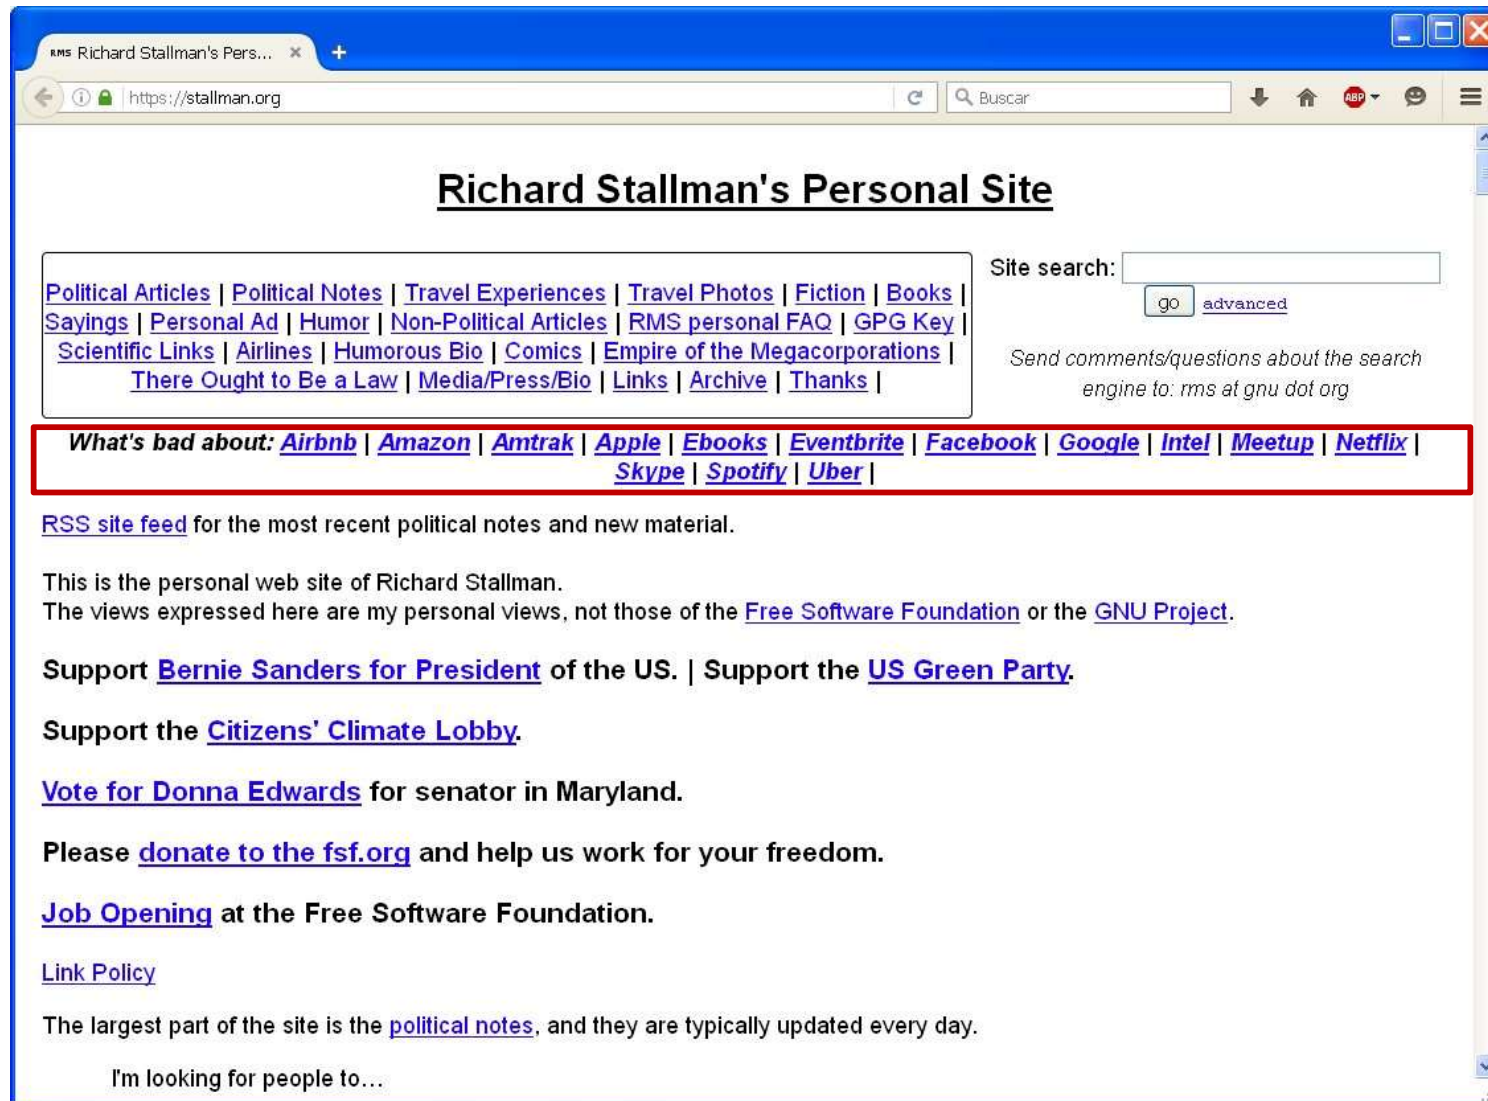 RMS Richard Stallman's Pers...
https://stallman.org
Buscar
ABP
Richard Stallman's Personal Site
Political Articles | Political Notes | Travel Experiences | Travel Photos | Fiction | Books |
Sayings | Personal Ad | Humor | Non-Political Articles | RMS personal FAQ | GPG Key |
Scientific Links | Airlines | Humorous Bio | Comics | Empire of the Megacorporations |
There Ought to Be a Law | Media/Press/Bio | Links | Archive | Thanks |
Site search:
go advanced
Send comments/questions about the search
engine to: rms at gnu dot org
What's bad about: Airbnb | Amazon | Amtrak | Apple | Ebooks | Eventbrite | Facebook | Google | Intel | Meetup | Netflix |
Skype | Spotify | Uber |
RSS site feed for the most recent political notes and new material.
This is the personal web site of Richard Stallman.
The views expressed here are my personal views, not those of the Free Software Foundation or the GNU Project.
Support Bernie Sanders for President of the US. | Support the US Green Party.
Support the Citizens' Climate Lobby.
Vote for Donna Edwards for senator in Maryland.
Please donate to the fsf.org and help us work for your freedom.
Job Opening at the Free Software Foundation.
Link Policy
The largest part of the site is the political notes, and they are typically updated every day.
I'm looking for people to...